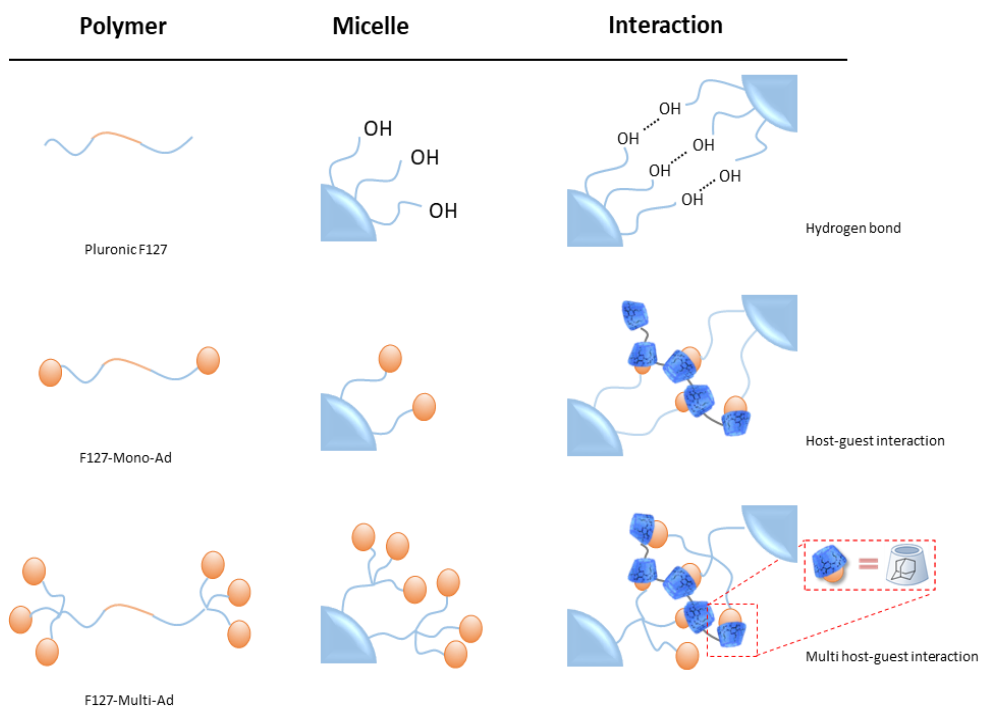 Polymer
Micelle
Interaction
OH
OH
OH
OH
OH
OH
OH
OH
OH
Pluronic F127
Hydrogen bond
F127-Mono-Ad
Host-guest interaction
F127-Multi-Ad
=
Multi host-guest interaction